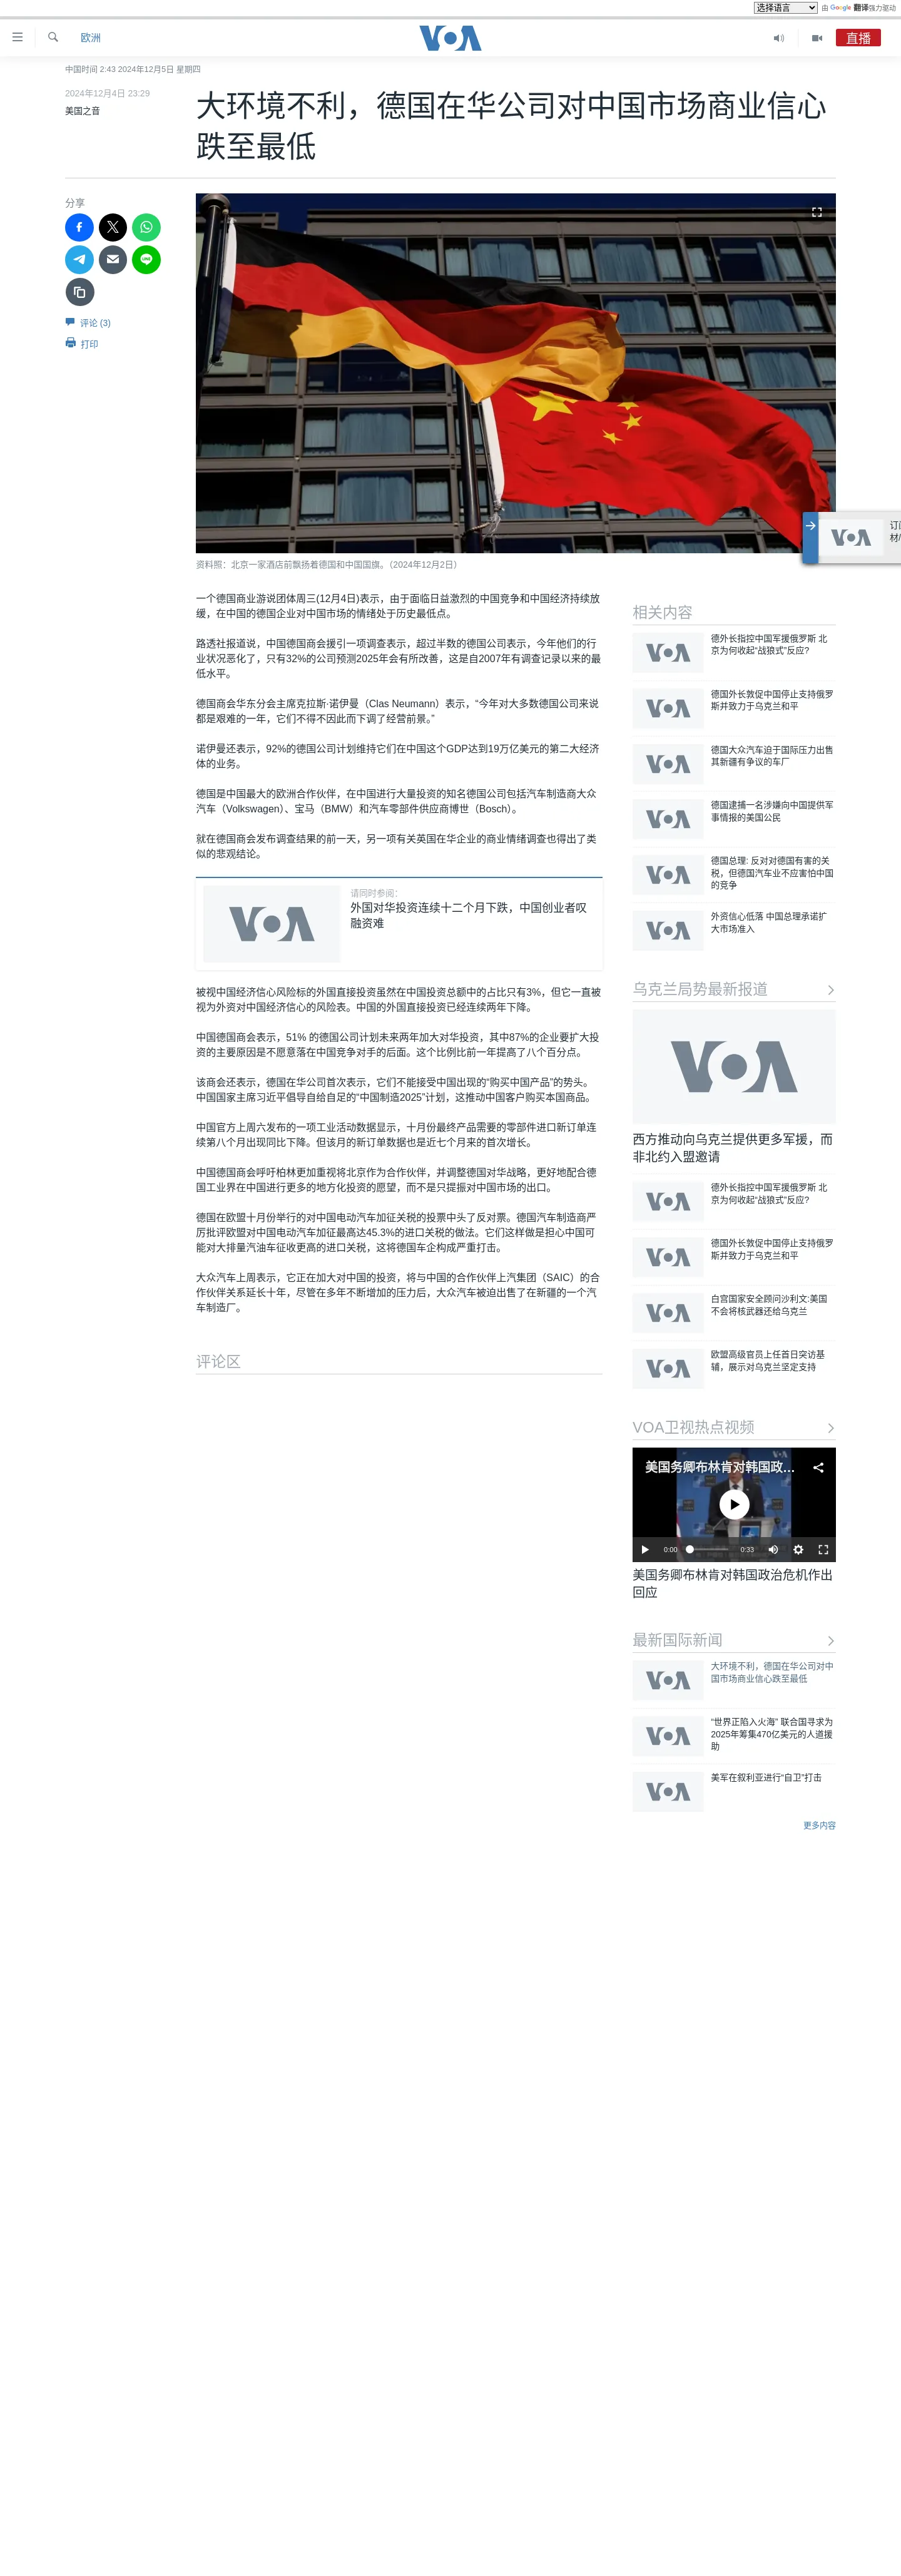 选择语言
由 Google 翻译强力驱动
欧洲
VOA
直播
中国时间 2:43 2024年12月5日 星期四
2024年12月4日 23:29
美国之音
大环境不利，德国在华公司对中国市场商业信心
跌至最低
分享
评论 (3)
打印
资料照：北京一家酒店前飘扬着德国和中国国旗。（2024年12月2日）
一个德国商业游说团体周三(12月4日)表示，由于面临日益激烈的中国竞争和中国经济持续放
缓，在中国的德国企业对中国市场的情绪处于历史最低点。
路透社报道说，中国德国商会援引一项调查表示，超过半数的德国公司表示，今年他们的行
业状况恶化了，只有32%的公司预测2025年会有所改善，这是自2007年有调查记录以来的最
低水平。
德国商会华东分会主席克拉斯·诺伊曼（Clas Neumann）表示，“今年对大多数德国公司来说
都是艰难的一年，它们不得不因此而下调了经营前景。”
诺伊曼还表示，92%的德国公司计划维持它们在中国这个GDP达到19万亿美元的第二大经济
体的业务。
德国是中国最大的欧洲合作伙伴，在中国进行大量投资的知名德国公司包括汽车制造商大众
汽车（Volkswagen）、宝马（BMW）和汽车零部件供应商博世（Bosch）。
就在德国商会发布调查结果的前一天，另一项有关英国在华企业的商业情绪调查也得出了类
似的悲观结论。
VOA
请同时参阅：
外国对华投资连续十二个月下跌，中国创业者叹
融资难
被视中国经济信心风险标的外国直接投资虽然在中国投资总额中的占比只有3%，但它一直被
视为外资对中国经济信心的风险表。中国的外国直接投资已经连续两年下降。
中国德国商会表示，51% 的德国公司计划未来两年加大对华投资，其中87%的企业要扩大投
资的主要原因是不愿意落在中国竞争对手的后面。这个比例比前一年提高了八个百分点。
该商会还表示，德国在华公司首次表示，它们不能接受中国出现的“购买中国产品”的势头。
中国国家主席习近平倡导自给自足的“中国制造2025”计划，这推动中国客户购买本国商品。
中国官方上周六发布的一项工业活动数据显示，十月份最终产品需要的零部件进口新订单连
续第八个月出现同比下降。但该月的新订单数据也是近七个月来的首次增长。
中国德国商会呼吁柏林更加重视将北京作为合作伙伴，并调整德国对华战略，更好地配合德
国工业界在中国进行更多的地方化投资的愿望，而不是只提振对中国市场的出口。
德国在欧盟十月份举行的对中国电动汽车加征关税的投票中头了反对票。德国汽车制造商严
厉批评欧盟对中国电动汽车加征最高达45.3%的进口关税的做法。它们这样做是担心中国可
能对大排量汽油车征收更高的进口关税，这将德国车企构成严重打击。
大众汽车上周表示，它正在加大对中国的投资，将与中国的合作伙伴上汽集团（SAIC）的合
作伙伴关系延长十年，尽管在多年不断增加的压力后，大众汽车被迫出售了在新疆的一个汽
车制造厂。
评论区
VOA
相关内容
VOA
德外长指控中国军援俄罗斯 北
京为何收起“战狼式”反应?
VOA
德国外长敦促中国停止支持俄罗
斯并致力于乌克兰和平
VOA
德国大众汽车迫于国际压力出售
其新疆有争议的车厂
VOA
德国逮捕一名涉嫌向中国提供军
事情报的美国公民
VOA
德国总理: 反对对德国有害的关
税，但德国汽车业不应害怕中国
的竞争
VOA
外资信心低落 中国总理承诺扩
大市场准入
乌克兰局势最新报道
VOA
西方推动向乌克兰提供更多军援，而
非北约入盟邀请
VOA
德外长指控中国军援俄罗斯 北
京为何收起“战狼式”反应?
VOA
德国外长敦促中国停止支持俄罗
斯并致力于乌克兰和平
VOA
白宫国家安全顾问沙利文:美国
不会将核武器还给乌克兰
VOA
欧盟高级官员上任首日突访基
辅，展示对乌克兰坚定支持
VOA卫视热点视频
美国务卿布林肯对韩国政...
VOA
0:00
0:33
美国务卿布林肯对韩国政治危机作出
回应
最新国际新闻
VOA
大环境不利，德国在华公司对中
国市场商业信心跌至最低
VOA
“世界正陷入火海” 联合国寻求为
2025年筹集470亿美元的人道援
助
VOA
美军在叙利亚进行“自卫”打击
更多内容